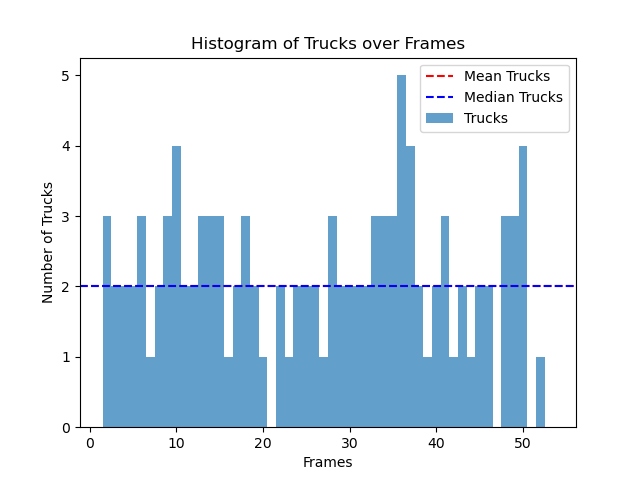 Histogram of Trucks over Frames
Mean Trucks
Median Trucks
Trucks
Number of Trucks
5
4
3
2
1
0
0 10 20 30 40 50
Frames